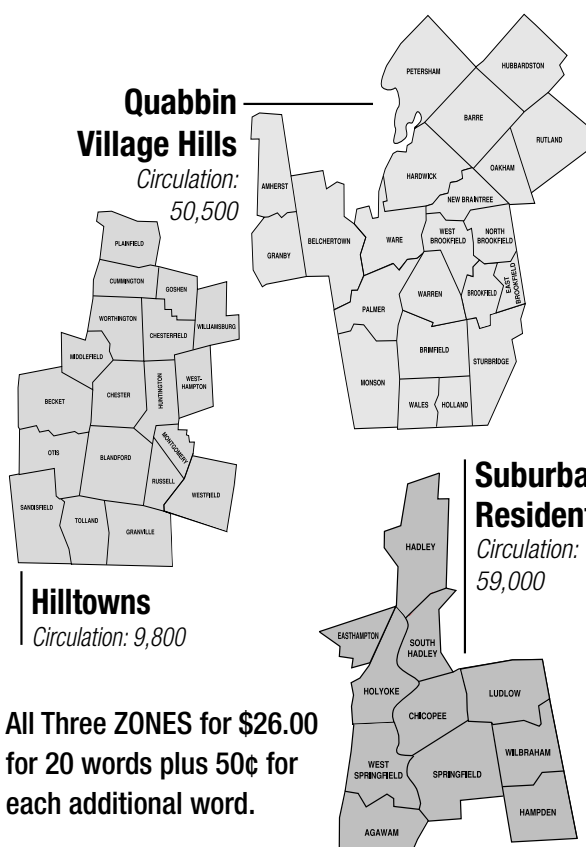 Quabbin
Village Hills
Circulation:
50,500
PETERSHAM
HUBBARDSTON
BARRE
RUTLAND
OAKHAM
HARDWICK
NEW BRAINTREE
AMHERST
BELCHERTOWN
GRANBY
WARE
WEST
BROOKFIELD
NORTH
BROOKFIELD
EAST
BROOKFIELD
BROOKFIELD
WARREN
PALMER
BRIMFIELD
STURBRIDGE
MONSON
WALES
HOLLAND
PLAINFIELD
CUMMINGTON
GOSHEN
WORTHINGTON
CHESTERFIELD
WILLIAMSBURG
MIDDLEFIELD
WEST-
HAMPTON
HUNTINGTON
CHESTER
BECKET
MONTGOMERY
OTIS
BLANDFORD
RUSSELL
WESTFIELD
SANDISFIELD
TOLLAND
GRANVILLE
Hilltowns
Circulation: 9,800
Suburba
Resident
Circulation:
59,000
HADLEY
EASTHAMPTON
SOUTH
HADLEY
HOLYOKE
LUDLOW
CHICOPEE
WILBRAHAM
WEST
SPRINGFIELD
SPRINGFIELD
HAMPDEN
AGAWAM
All Three ZONES for $26.00
for 20 words plus 50¢ for
each additional word.